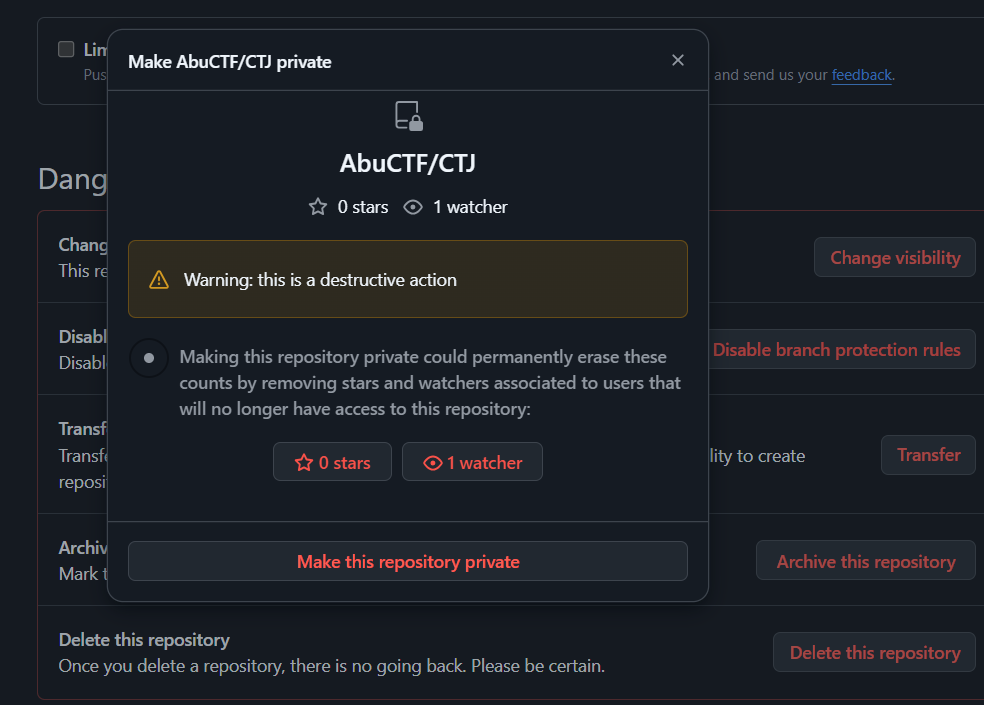 Lim
Pus
and send us your feedback.
Make AbuCTF/CTJ private
AbuCTF/CTJ
0 stars 1 watcher
Warning: this is a destructive action
Making this repository private could permanently erase these
counts by removing stars and watchers associated to users that
will no longer have access to this repository:
0 stars 1 watcher
Make this repository private
Dang
Chang
This re
Change visibility
Disabl
Disabl
Disable branch protection rules
Transf
Transfe
lity to create
reposi
Transfer
Archiv
Mark t
Archive this repository
Delete this repository
Once you delete a repository, there is no going back. Please be certain.
Delete this repository